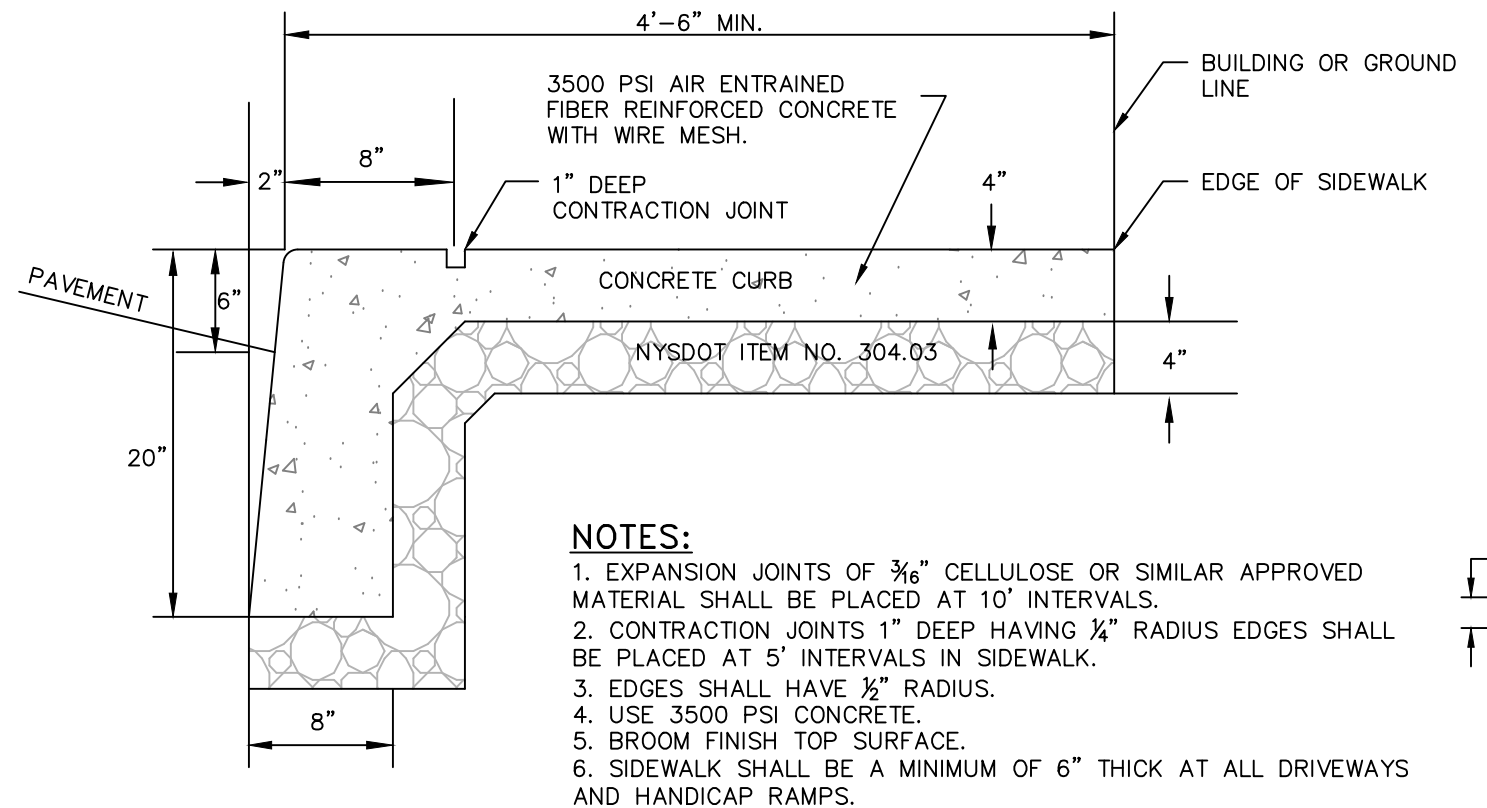 4’-6” MIN.
BUILDING OR GROUND
LINE
3500 PSI AIR ENTRAINED
FIBER REINFORCED CONCRETE
WITH WIRE MESH.
2”
8”
1” DEEP
CONTRACTION JOINT
4”
EDGE OF SIDEWALK
PAVEMENT
6”
CONCRETE CURB
NYSDOT ITEM NO. 304.03
4”
20”
8”
NOTES:
1. EXPANSION JOINTS OF 3⁄16” CELLULOSE OR SIMILAR APPROVED
MATERIAL SHALL BE PLACED AT 10’ INTERVALS.
2. CONTRACTION JOINTS 1” DEEP HAVING ¼” RADIUS EDGES SHALL
BE PLACED AT 5’ INTERVALS IN SIDEWALK.
3. EDGES SHALL HAVE ½” RADIUS.
4. USE 3500 PSI CONCRETE.
5. BROOM FINISH TOP SURFACE.
6. SIDEWALK SHALL BE A MINIMUM OF 6” THICK AT ALL DRIVEWAYS
AND HANDICAP RAMPS.